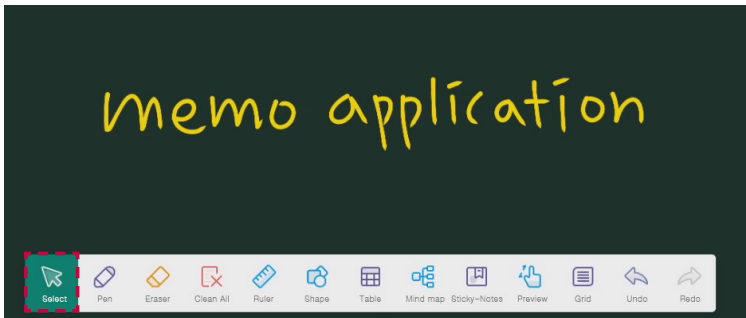 memo application
Select Pen Eraser Clean All Ruler Shape Table Mind map Sticky-Notes Preview Grid Undo Redo